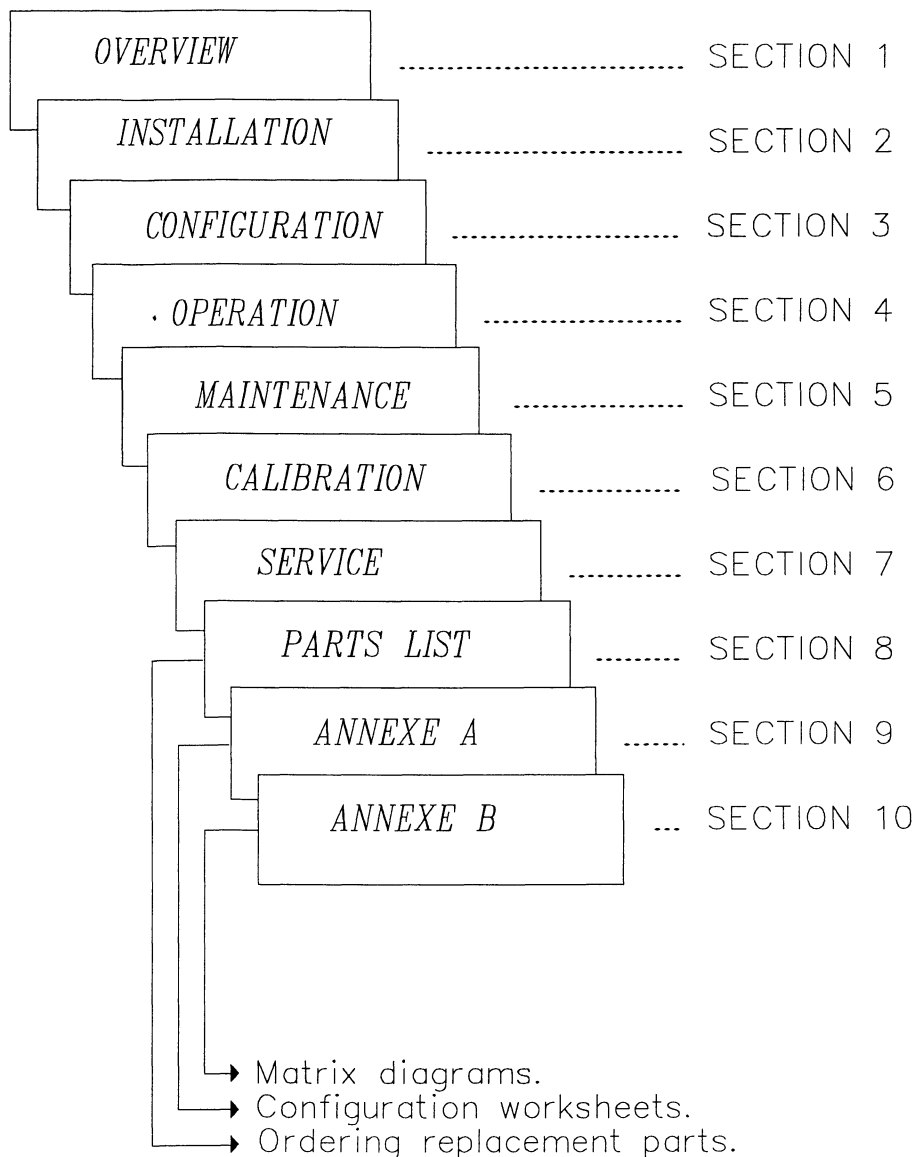 OVERVIEW ........................... SECTION 1
INSTALLATION ........................ SECTION 2
CONFIGURATION ...................... SECTION 3
OPERATION ................... SECTION 4
MAINTENANCE ................ SECTION 5
CALIBRATION .............. SECTION 6
SERVICE ........... SECTION 7
PARTS LIST ........ SECTION 8
ANNEXE A ...... SECTION 9
ANNEXE B ... SECTION 10
Matrix diagrams.
Configuration worksheets.
Ordering replacement parts.